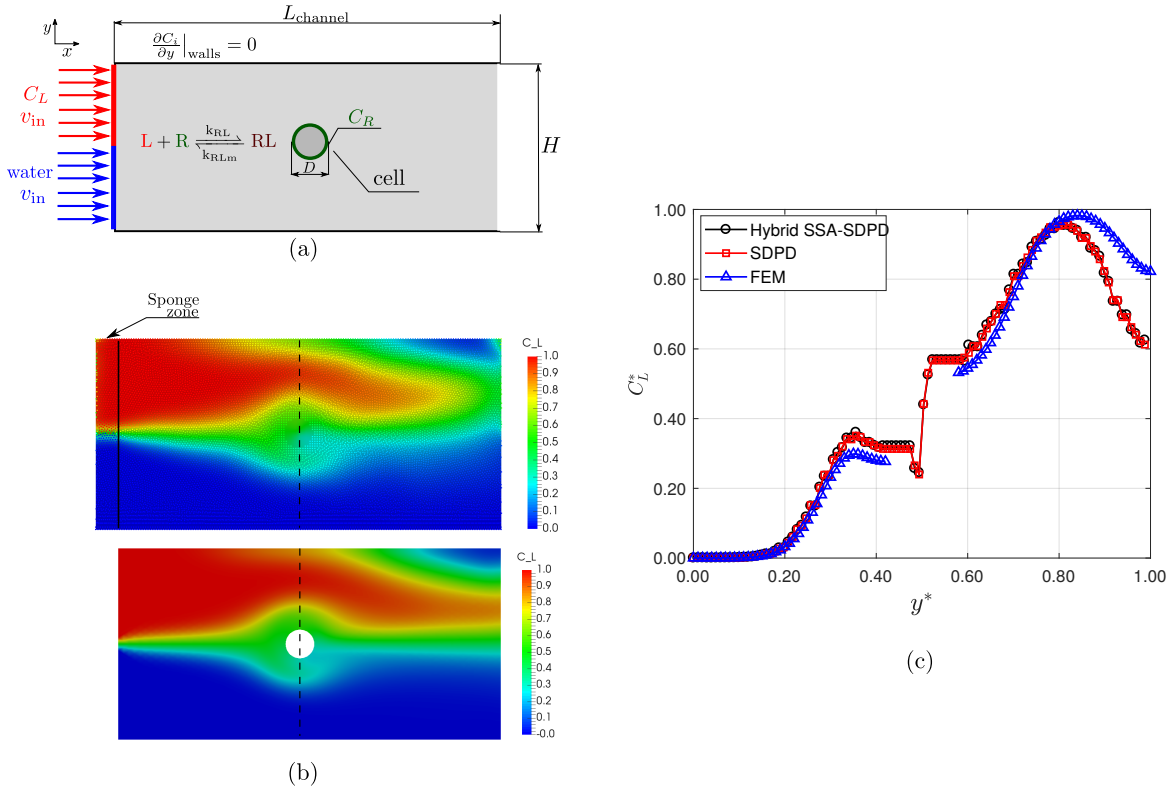 L_channel
y
x
∂C_i/∂y|_walls = 0
C_L
v_in
water
v_in
L + R k_RL k_RLm RL
C_R
D
cell
H
(a)
Sponge
zone
C_L
1.0
0.9
0.8
0.7
0.6
0.5
0.4
0.3
0.2
0.1
0.0
C_L
1.0
0.9
0.8
0.7
0.6
0.5
0.4
0.3
0.2
0.1
-0.0
(b)
Hybrid SSA-SDPD
SDPD
FEM
1.00
0.80
0.60
0.40
0.20
0.00
C_L^*
0.00 0.20 0.40 0.60 0.80 1.00
y^*
(c)